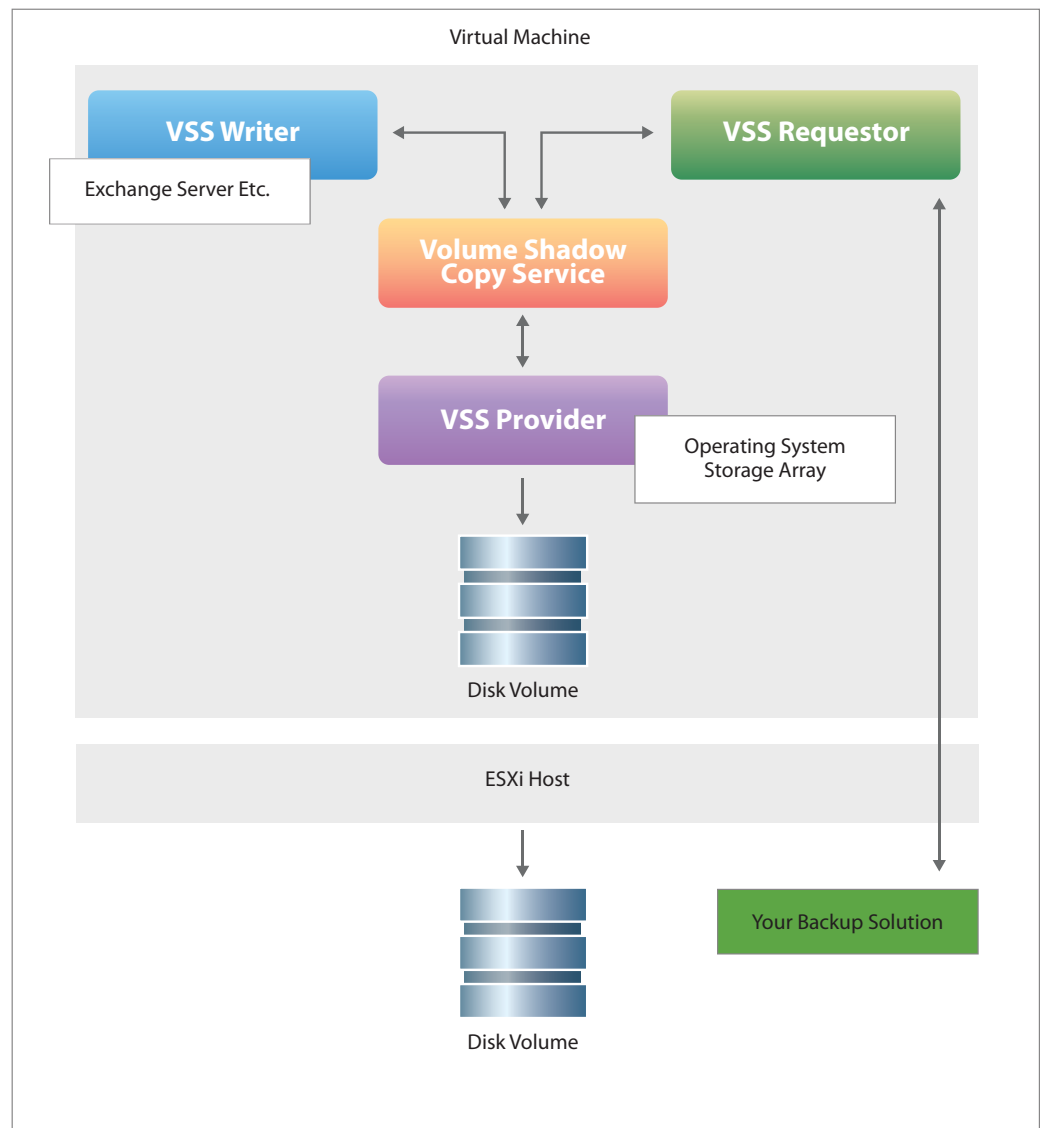 Virtual Machine
VSS Writer
VSS Requestor
Exchange Server Etc.
Volume Shadow
Copy Service
VSS Provider
Operating System
Storage Array
Disk Volume
ESXi Host
Your Backup Solution
Disk Volume